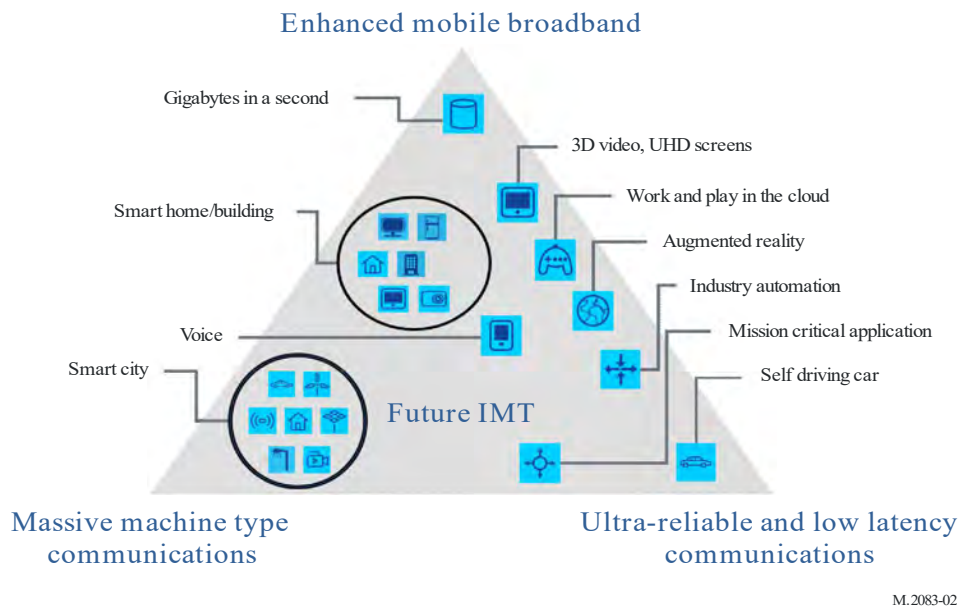 Enhanced mobile broadband
Gigabytes in a second
3D video, UHD screens
Work and play in the cloud
Smart home/building
Augmented reality
Industry automation
Mission critical application
Voice
Smart city
Self driving car
Future IMT
Massive machine type
communications
Ultra-reliable and low latency
communications
M.2083-02